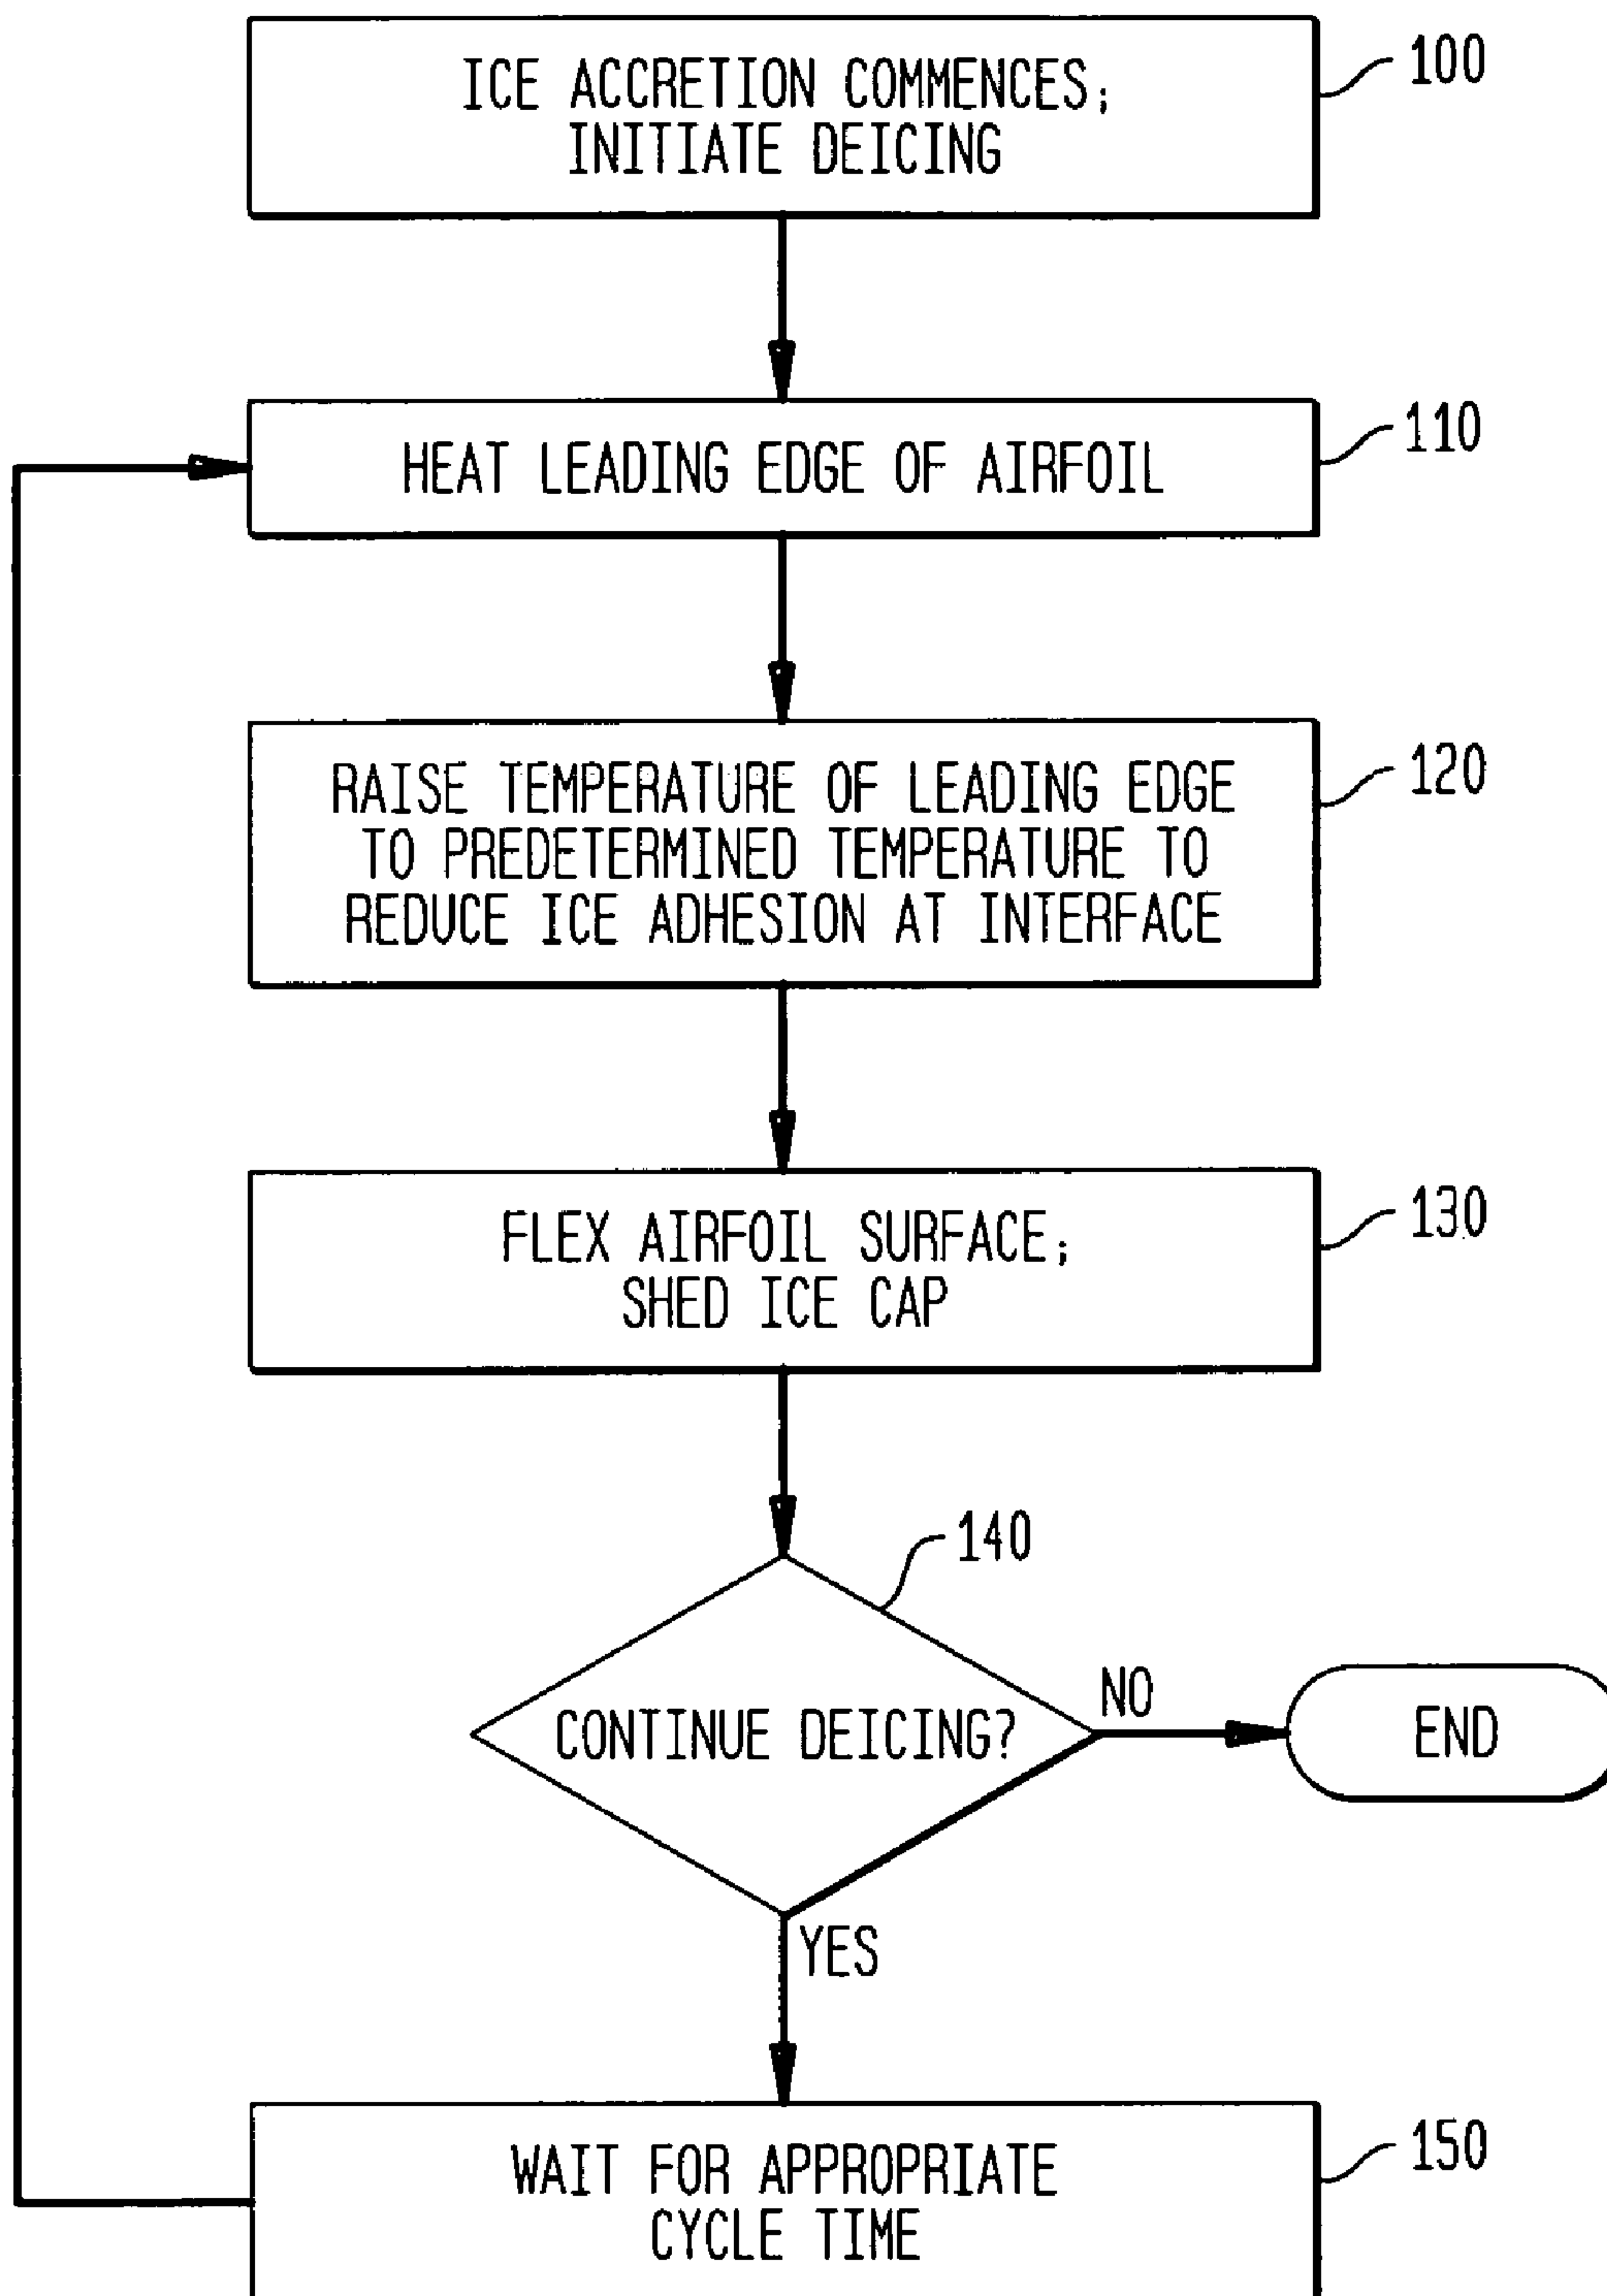 ICE ACCRETION COMMENCES;
INITIATE DEICING
100
HEAT LEADING EDGE OF AIRFOIL
110
RAISE TEMPERATURE OF LEADING EDGE
TO PREDETERMINED TEMPERATURE TO
REDUCE ICE ADHESION AT INTERFACE
120
FLEX AIRFOIL SURFACE;
SHED ICE CAP
130
140
CONTINUE DEICING?
NO
END
YES
WAIT FOR APPROPRIATE
CYCLE TIME
150